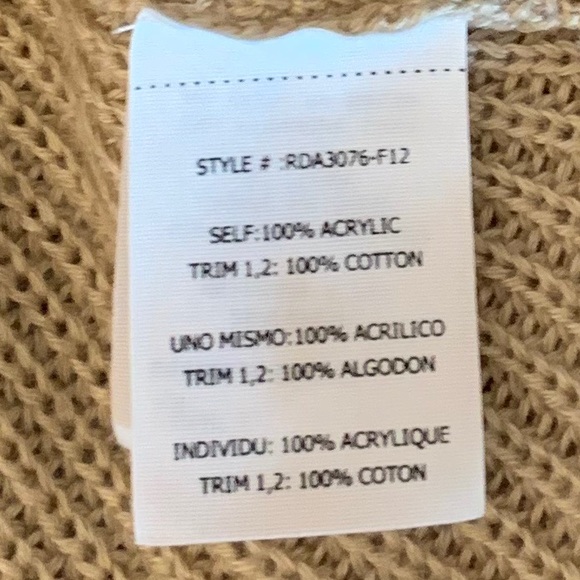 STYLE # :RDA3076-F12
SELF:100% ACRYLIC
TRIM 1,2: 100% COTTON
UNO MISMO:100% ACRILICO
TRIM 1,2: 100% ALGODON
INDIVIDU: 100% ACRYLIQUE
TRIM 1,2: 100% COTON